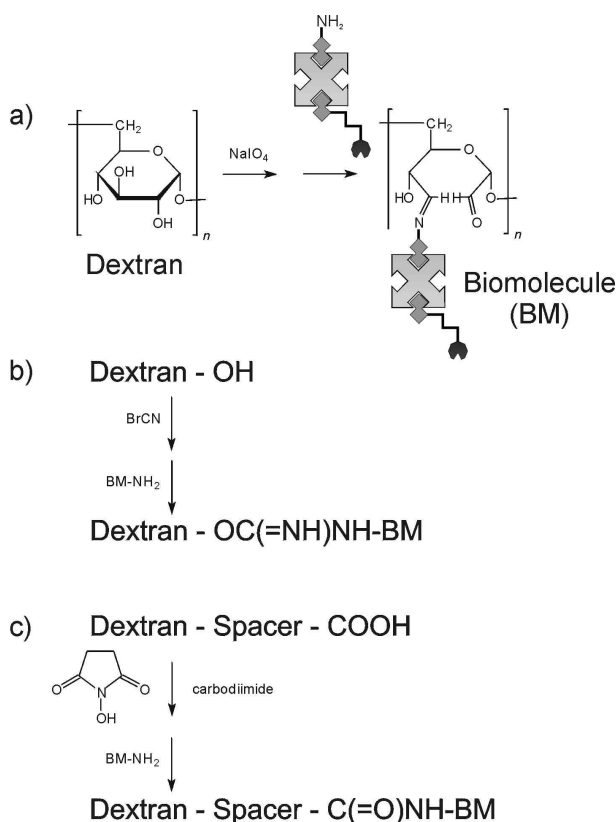 NH2
a)
CH2
O
OH
OH
HO
OH
O
n
Dextran
NaIO4
CH2
O
HO
H H
O
O
N
n
Biomolecule
(BM)
b)
Dextran - OH
BrCN
BM-NH2
Dextran - OC(=NH)NH-BM
c)
Dextran - Spacer - COOH
O
N
O
OH
carbodiimide
BM-NH2
Dextran - Spacer - C(=O)NH-BM